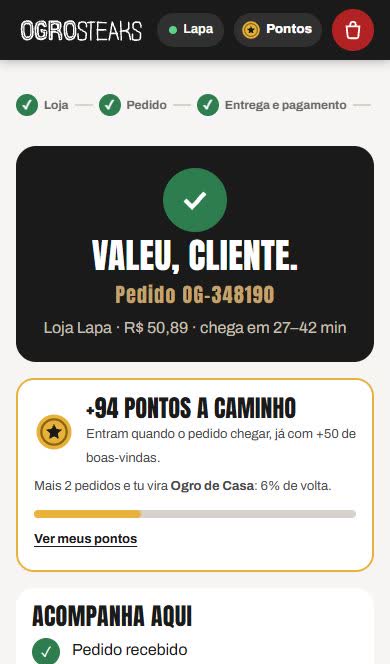 OGROSTEAKS
Lapa
Pontos
Loja
Pedido
Entrega e pagamento
VALEU, CLIENTE.
Pedido OG-348190
Loja Lapa · R$ 50,89 · chega em 27–42 min
+94 PONTOS A CAMINHO
Entram quando o pedido chegar, já com +50 de
boas-vindas.
Mais 2 pedidos e tu vira Ogro de Casa: 6% de volta.
Ver meus pontos
ACOMPANHA AQUI
Pedido recebido